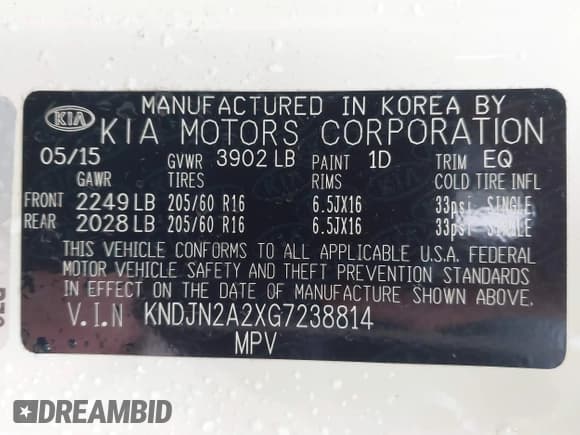 MANUFACTURED IN KOREA BY
KIA KIA MOTORS CORPORATION
05/15 GVWR 3902 LB PAINT 1D TRIM EQ
GAWR TIRES RIMS COLD TIRE INFL
FRONT 2249 LB 205/60 R16 6.5JX16 33psi SINGLE
REAR 2028 LB 205/60 R16 6.5JX16 33psi SINGLE
THIS VEHICLE CONFORMS TO ALL APPLICABLE U.S.A. FEDERAL
MOTOR VEHICLE SAFETY AND THEFT PREVENTION STANDARDS
IN EFFECT ON THE DATE OF MANUFACTURE SHOWN ABOVE.
V.I.N KNDJN2A2XG7238814
MPV
DREAMBID